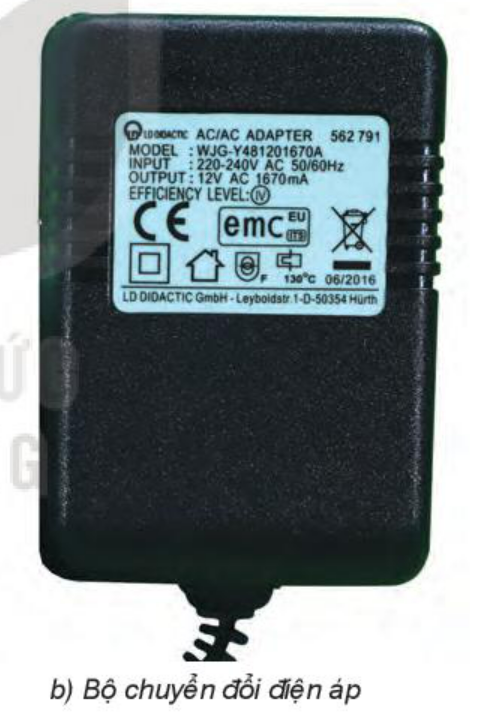 LD DIDACTIC AC/AC ADAPTER 562 791
MODEL : WJG-Y481201670A
INPUT : 220-240V AC 50/60Hz
OUTPUT : 12V AC 1670mA
EFFICIENCY LEVEL: IV
CE emc EU
ITS
F 130°C 06/2016
LD DIDACTIC GmbH - Leyboldstr.1-D-50354 Hürth
ỨC
G
b) Bộ chuyển đổi điện áp